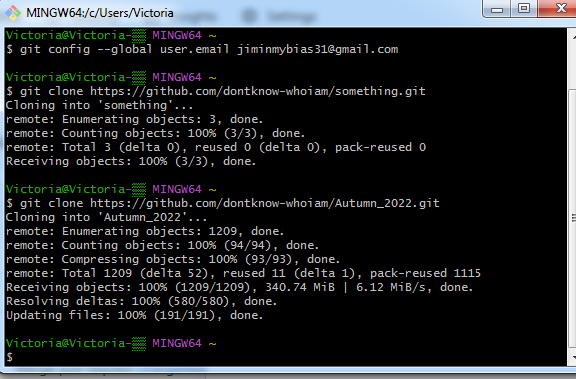 Settings
MINGW64:/c/Users/Victoria
Victoria@Victoria-▒▒ MINGW64 ~
$ git config --global user.email jiminmybias31@gmail.com
Victoria@Victoria-▒▒ MINGW64 ~
$ git clone https://github.com/dontknow-whoiam/something.git
Cloning into 'something'...
remote: Enumerating objects: 3, done.
remote: Counting objects: 100% (3/3), done.
remote: Total 3 (delta 0), reused 0 (delta 0), pack-reused 0
Receiving objects: 100% (3/3), done.
Victoria@Victoria-▒▒ MINGW64 ~
$ git clone https://github.com/dontknow-whoiam/Autumn_2022.git
Cloning into 'Autumn_2022'...
remote: Enumerating objects: 1209, done.
remote: Counting objects: 100% (94/94), done.
remote: Compressing objects: 100% (93/93), done.
remote: Total 1209 (delta 52), reused 11 (delta 1), pack-reused 1115
Receiving objects: 100% (1209/1209), 340.74 MiB | 6.12 MiB/s, done.
Resolving deltas: 100% (580/580), done.
Updating files: 100% (191/191), done.
Victoria@Victoria-▒▒ MINGW64 ~
$